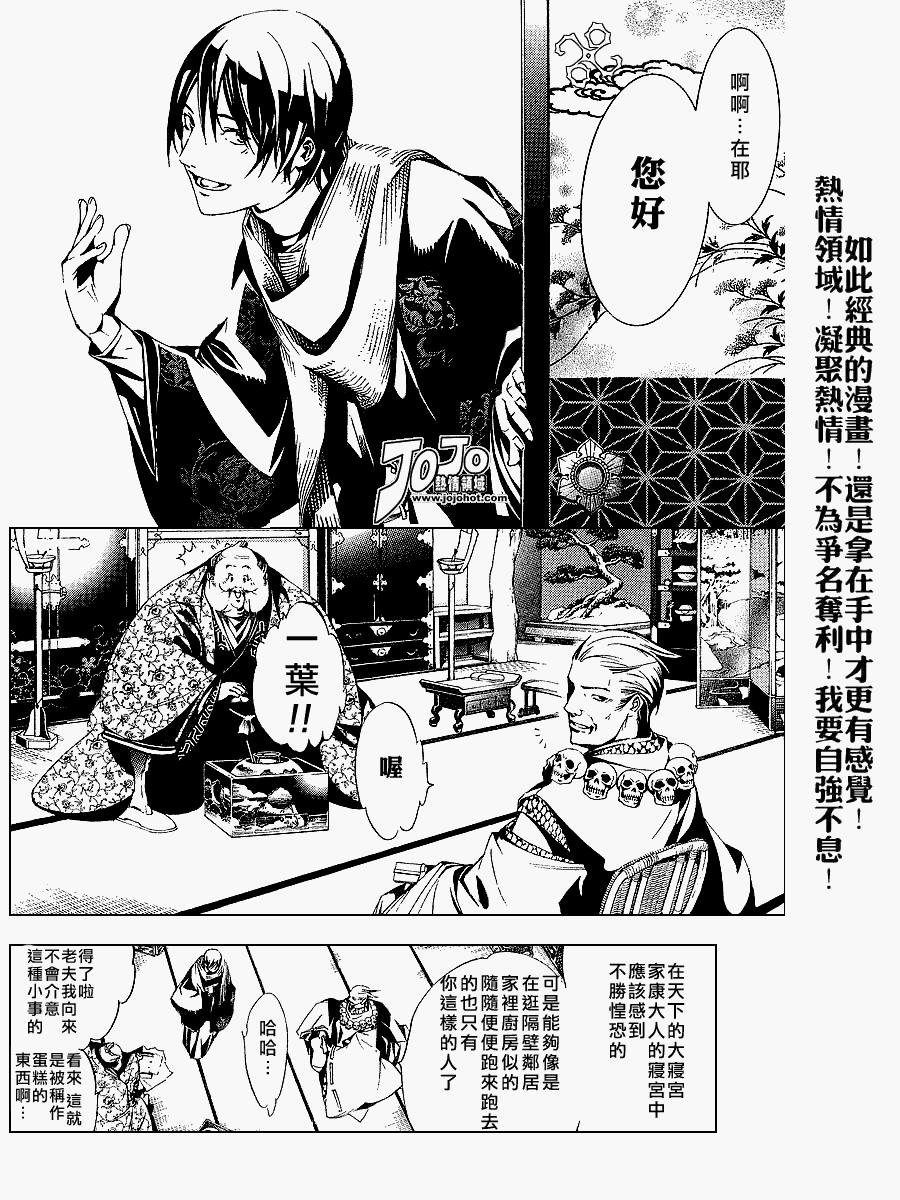 啊啊…在耶
您好
如此經典的漫畫！還是拿在手中才更有感覺！
熱情領域！凝聚熱情！不為爭名奪利！我要自強不息！
JOJO
熱情領域
www.jojohot.com
一葉!!
喔
在天下的大寢宮
家康大人的寢宮中
應該感到
不勝惶恐的
可是能夠像是
在逛隔壁鄰居
家裡廚房似的
隨隨便便跑來跑去
的也只有
你這樣的人了
哈哈…
得了啦
老夫我向來
不會介意
這種小事的
看來 這就
是被稱作
蛋糕的
東西啊…